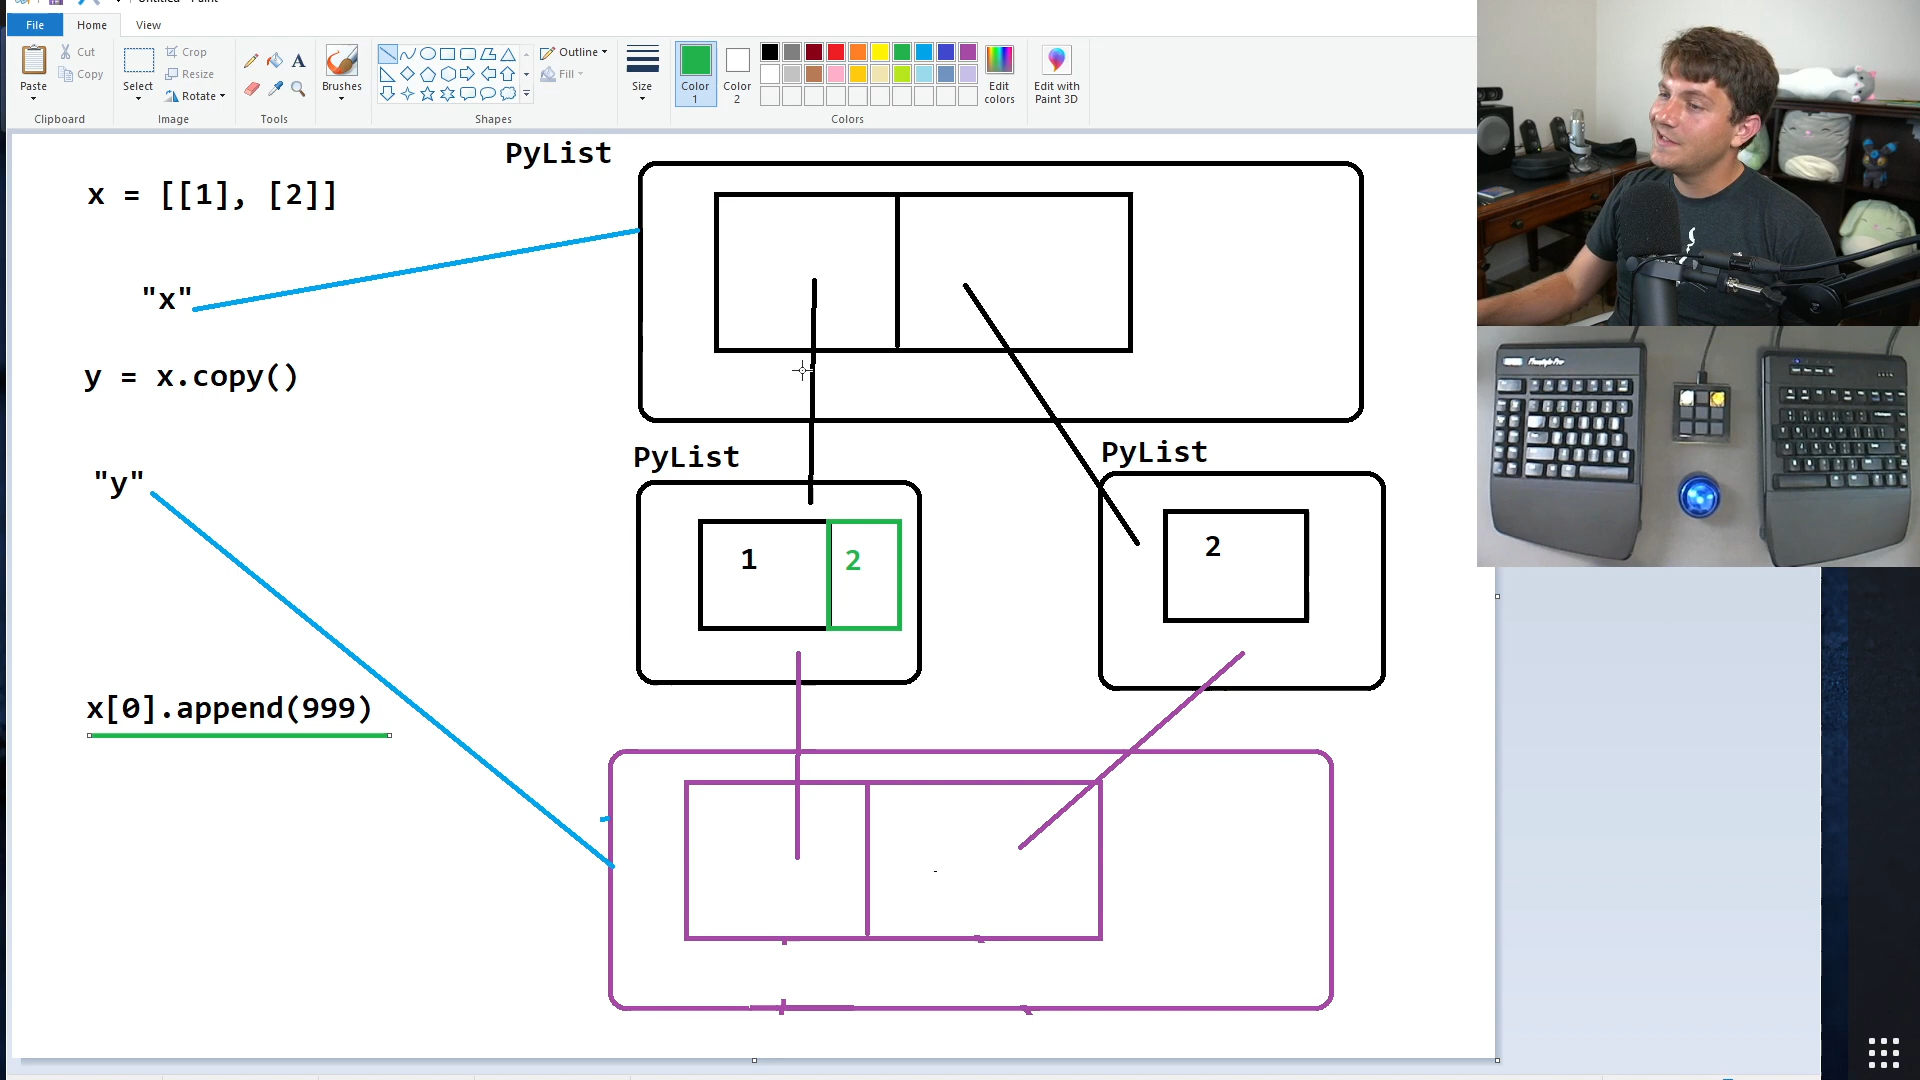 Untitled - Paint
File Home View
Paste
Cut
Copy
Clipboard
Select
Crop
Resize
Rotate
Image
Tools
Brushes
Shapes
Outline
Fill
Size
Color 1
Color 2
Edit colors
Colors
Edit with Paint 3D
PyList
x = [[1], [2]]
"x"
y = x.copy()
PyList
PyList
"y"
1
2
2
x[0].append(999)